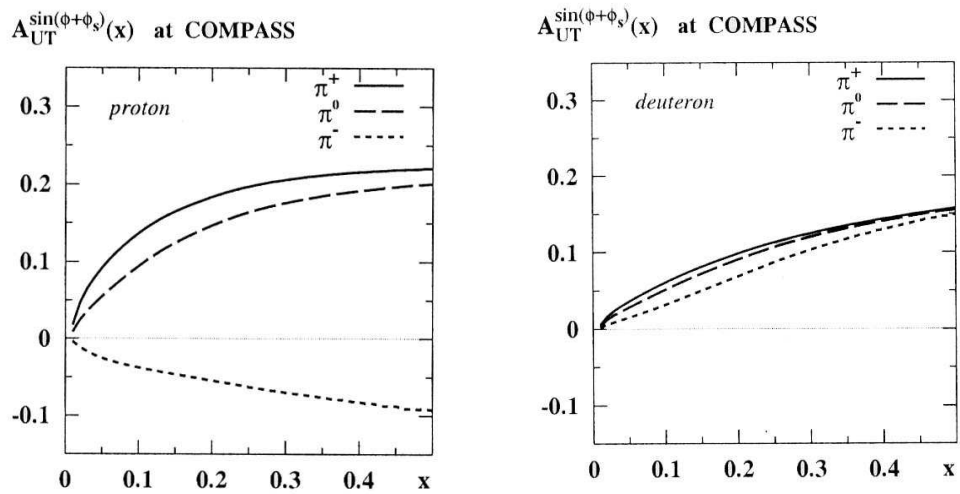 A_UT^sin(ϕ+ϕ_s)(x) at COMPASS
proton
π⁺
π⁰
π⁻
0.3
0.2
0.1
0
-0.1
0 0.1 0.2 0.3 0.4 x
A_UT^sin(ϕ+ϕ_s)(x) at COMPASS
deuteron
π⁺
π⁰
π⁻
0.3
0.2
0.1
0
-0.1
0 0.1 0.2 0.3 0.4 x